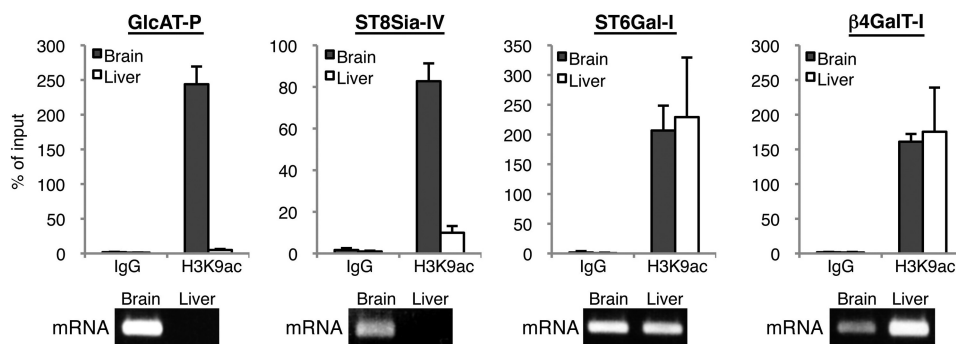 GlcAT-P
300
250
200
150
100
50
0
% of input
Brain
Liver
IgG H3K9ac
Brain Liver
mRNA
ST8Sia-IV
100
80
60
40
20
0
Brain
Liver
IgG H3K9ac
Brain Liver
mRNA
ST6Gal-I
350
300
250
200
150
100
50
0
Brain
Liver
IgG H3K9ac
Brain Liver
mRNA
β4GalT-I
300
250
200
150
100
50
0
Brain
Liver
IgG H3K9ac
Brain Liver
mRNA